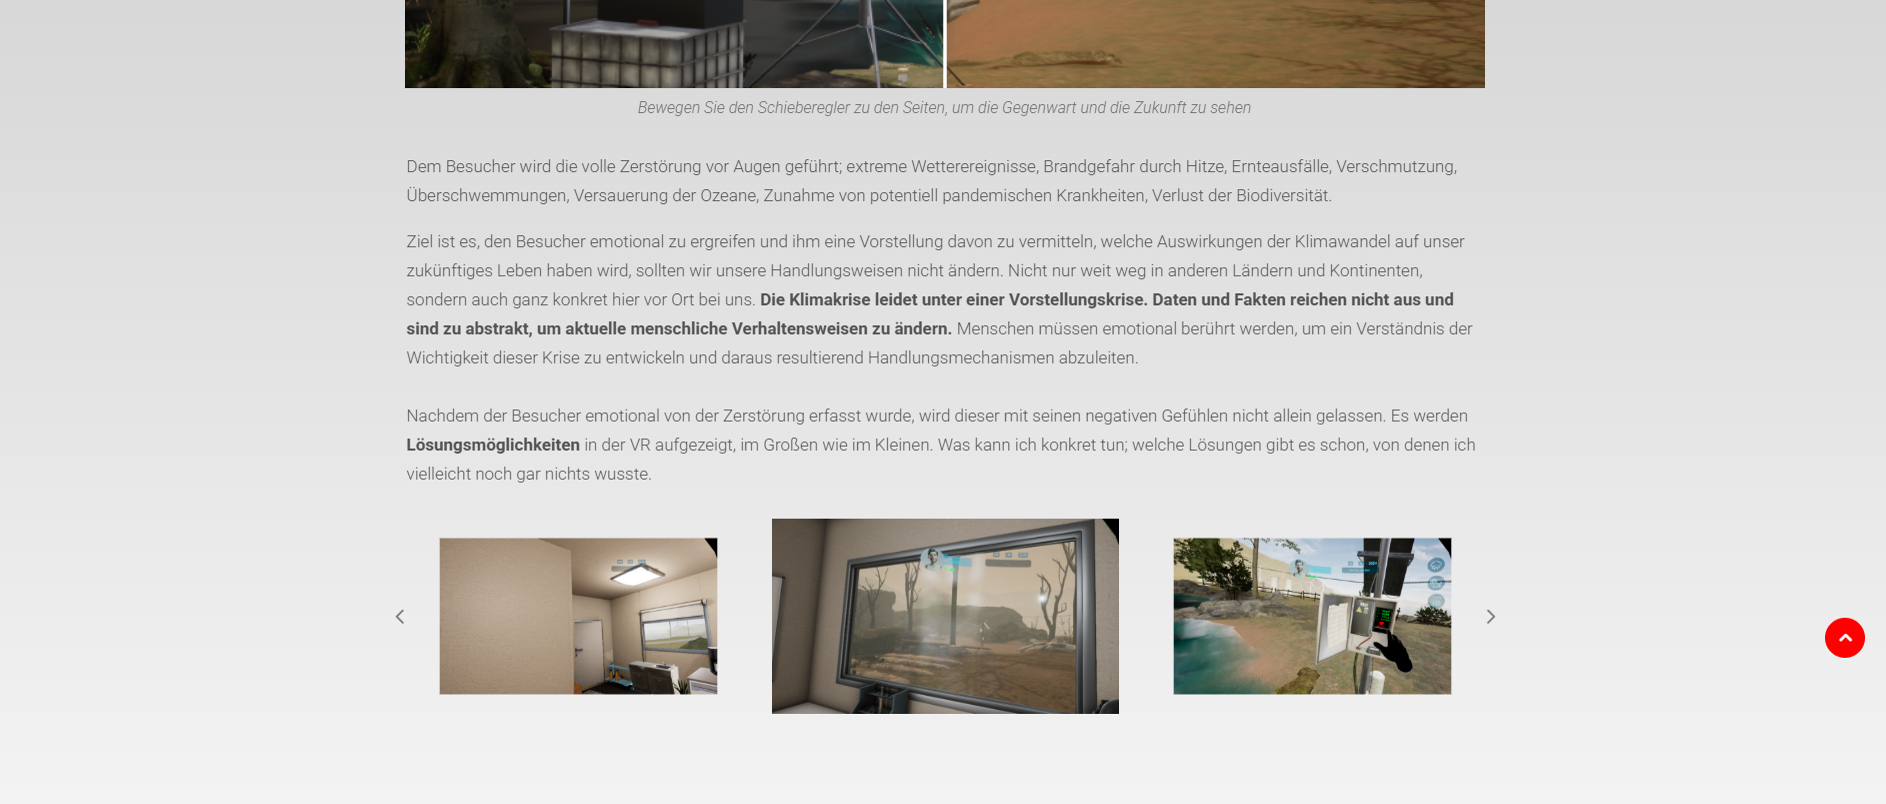 Bewegen Sie den Schieberegler zu den Seiten, um die Gegenwart und die Zukunft zu sehen
Dem Besucher wird die volle Zerstörung vor Augen geführt; extreme Wetterereignisse, Brandgefahr durch Hitze, Ernteausfälle, Verschmutzung,
Überschwemmungen, Versauerung der Ozeane, Zunahme von potentiell pandemischen Krankheiten, Verlust der Biodiversität.
Ziel ist es, den Besucher emotional zu ergreifen und ihm eine Vorstellung davon zu vermitteln, welche Auswirkungen der Klimawandel auf unser
zukünftiges Leben haben wird, sollten wir unsere Handlungsweisen nicht ändern. Nicht nur weit weg in anderen Ländern und Kontinenten,
sondern auch ganz konkret hier vor Ort bei uns. Die Klimakrise leidet unter einer Vorstellungskrise. Daten und Fakten reichen nicht aus und
sind zu abstrakt, um aktuelle menschliche Verhaltensweisen zu ändern. Menschen müssen emotional berührt werden, um ein Verständnis der
Wichtigkeit dieser Krise zu entwickeln und daraus resultierend Handlungsmechanismen abzuleiten.
Nachdem der Besucher emotional von der Zerstörung erfasst wurde, wird dieser mit seinen negativen Gefühlen nicht allein gelassen. Es werden
Lösungsmöglichkeiten in der VR aufgezeigt, im Großen wie im Kleinen. Was kann ich konkret tun; welche Lösungen gibt es schon, von denen ich
vielleicht noch gar nichts wusste.